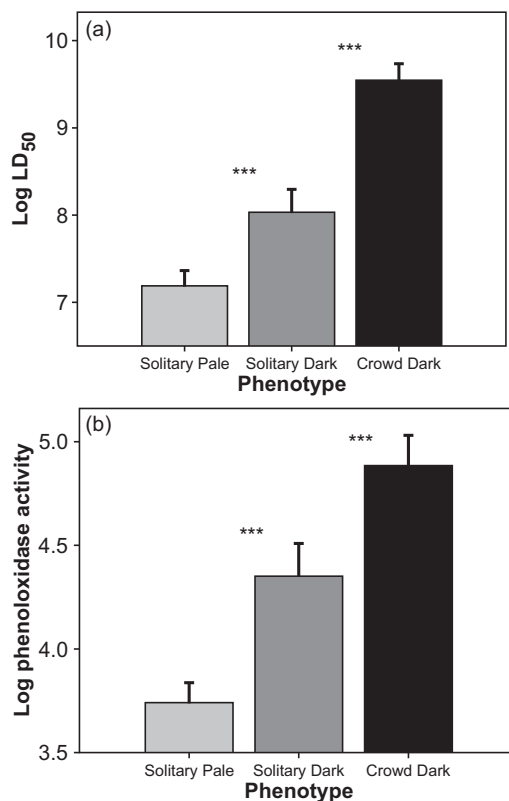 (a)
Log LD50
10
9
8
7
***
***
Solitary Pale Solitary Dark Crowd Dark
Phenotype
(b)
Log phenoloxidase activity
5.0
4.5
4.0
3.5
***
***
Solitary Pale Solitary Dark Crowd Dark
Phenotype